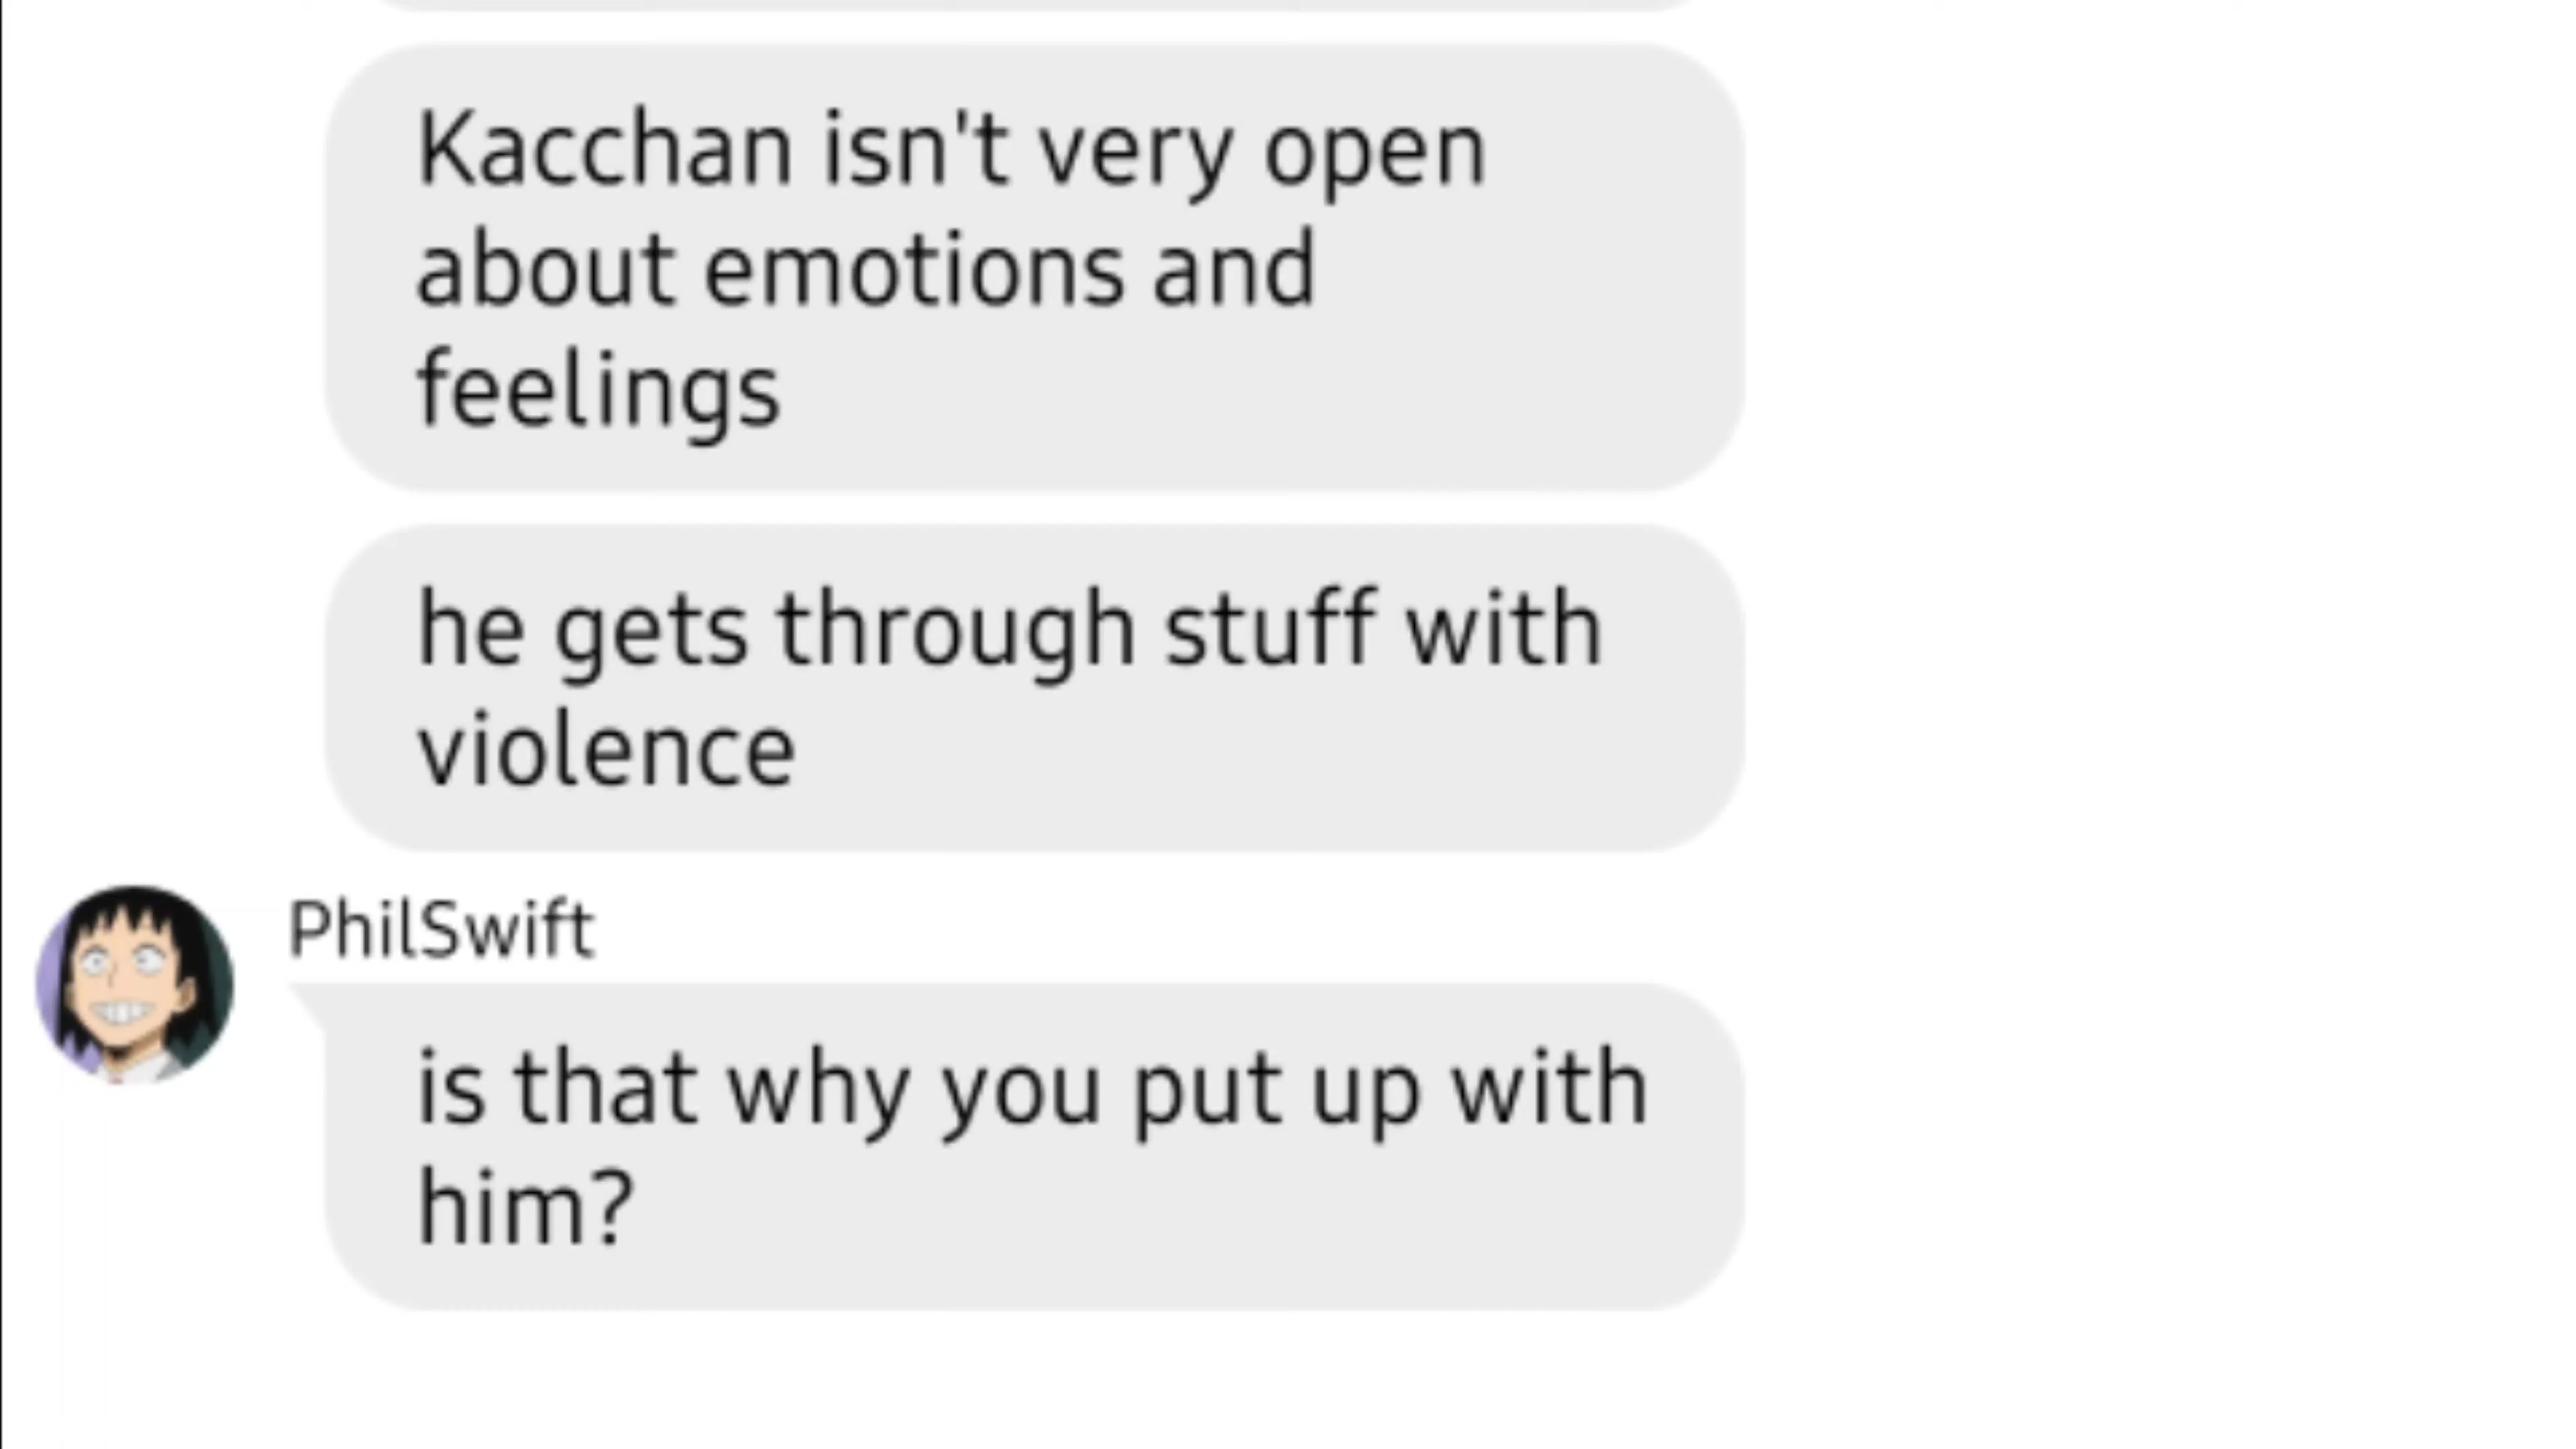 Kacchan isn't very open
about emotions and
feelings
he gets through stuff with
violence
PhilSwift
is that why you put up with
him?